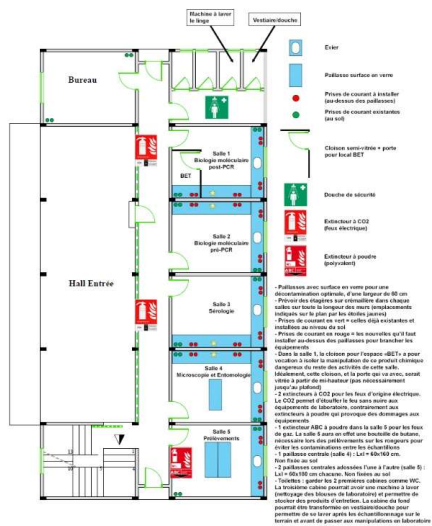 Machine à laver
le linge
Vestiaire/douche
Evier
Paillasse surface en verre
Prises de courant à installer
(au-dessus des paillasses)
Prises de courant existantes
(au sol)
Cloison semi-vitrée + porte
pour local BET
Douche de sécurité
Extincteur à CO2
(feux électrique)
Extincteur à poudre
(polyvalent)
Bureau
Salle 1
Biologie moléculaire
post-PCR
BET
Salle 2
Biologie moléculaire
pré-PCR
Hall Entrée
Salle 3
Sérologie
Salle 4
Microscopie et Entomologie
Salle 5
Prélèvements
- Paillasses avec surface en verre pour une
décontamination optimale, d'une largeur de 60 cm
- Prévoir des étagères sur crémaillère dans chaque
salles sur toute la longueur des murs (emplacements
indiqués sur le plan par les étoiles jaunes)
- Prises de courant en vert = celles déjà existantes et
installées au niveau du sol
- Prises de courant en rouge = les nouvelles qu'il faut
installer au-dessus des paillasses pour brancher les
équipements
- Dans la salle 1, la cloison pour l'espace «BET» a pour
vocation à isoler la manipulation de ce produit chimique
dangereux du reste des activités de cette salle.
Idéalement, cette cloison, et la porte qui va avec, serait
vitrée à partir de mi-hauteur (pas nécessairement
jusqu'au plafond)
- 2 extincteurs à CO2 pour les feux d'origine électrique.
Le CO2 permet d'étouffer le feu sans nuire aux
équipements de laboratoire, contrairement aux
extincteurs à poudre qui provoque des dommages aux
équipements
- 1 extincteur ABC à poudre dans la salle 5 pour les feux
de gaz. La salle 5 aura en effet une bouteille de butane,
nécessaire lors des prélèvements sur les rongeurs pour
éviter les contaminations entre les échantillons
- 1 paillasse centrale (salle 4) : Lxl = 60x160 cm.
Non fixée au sol
- 2 paillasses centrales adossées l'une à l'autre (salle 5) :
Lxl = 60x180 cm chacune. Non fixées au sol
- Toilettes : garder les 2 premières cabines comme WC.
La troisième cabine pourrait avoir une machine à laver
(nettoyage des blouses de laboratoire) et permettre de
stocker des produits d'entretien. La cabine du fond
pourrait être transformée en vestiaire/douche pour
permettre de se laver après les échantillonnage sur le
terrain et avant de passer aux manipulations en laboratoire